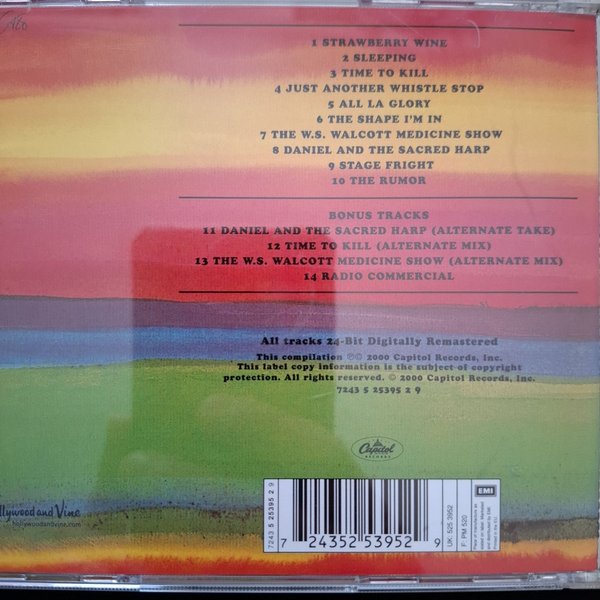 1 STRAWBERRY WINE
2 SLEEPING
3 TIME TO KILL
4 JUST ANOTHER WHISTLE STOP
5 ALL LA GLORY
6 THE SHAPE I'M IN
7 THE W.S. WALCOTT MEDICINE SHOW
8 DANIEL AND THE SACRED HARP
9 STAGE FRIGHT
10 THE RUMOR
BONUS TRACKS
11 DANIEL AND THE SACRED HARP (ALTERNATE TAKE)
12 TIME TO KILL (ALTERNATE MIX)
13 THE W.S. WALCOTT MEDICINE SHOW (ALTERNATE MIX)
14 RADIO COMMERCIAL
All tracks 24-Bit Digitally Remastered
This compilation ℗© 2000 Capitol Records, Inc.
This label copy information is the subject of copyright
protection. All rights reserved. © 2000 Capitol Records, Inc.
7243 5 25395 2 9
Capitol
RECORDS
llywood and Vine
hollywoodandvine.com
7243 5 25395 2 9
7 24352 53952 9
UK: 525 3952
F: PM 520
EMI